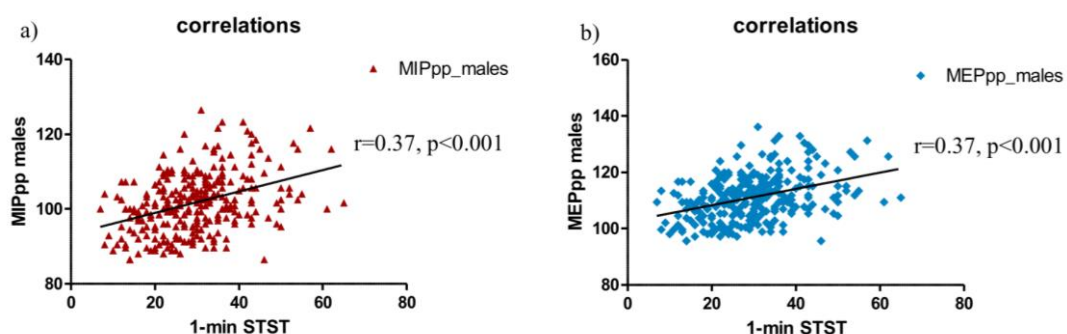 a)
correlations
MIPpp_males
r=0.37, p<0.001
MIPpp males
140
120
100
80
0
20
40
60
80
1-min STST
b)
correlations
MEPpp_males
r=0.37, p<0.001
MEPpp males
160
140
120
100
80
0
20
40
60
80
1-min STST